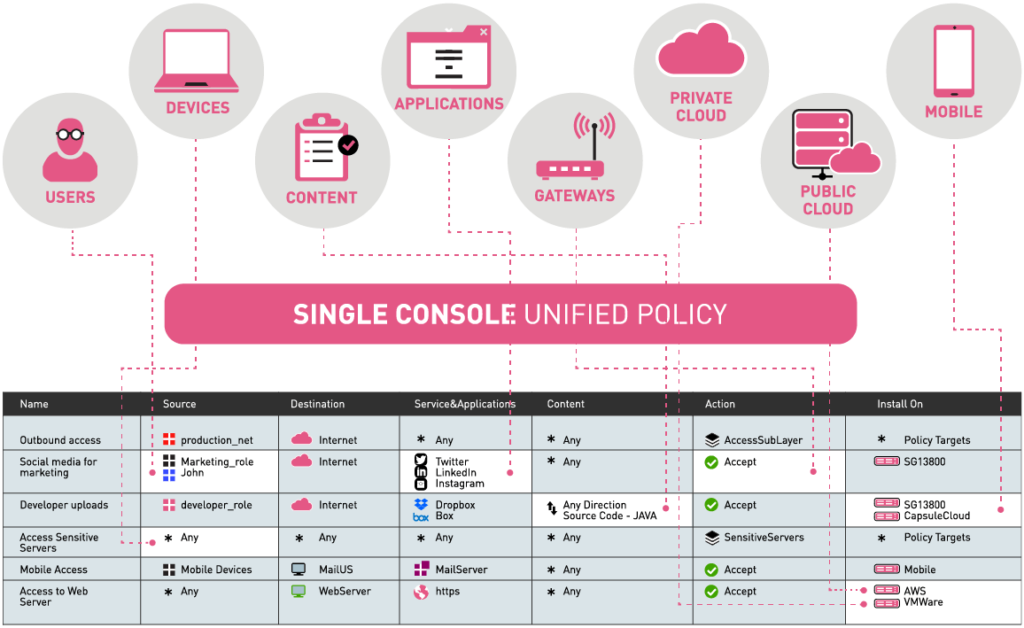 DEVICES
APPLICATIONS
PRIVATE
CLOUD
MOBILE
USERS
CONTENT
GATEWAYS
PUBLIC
CLOUD
SINGLE CONSOLE UNIFIED POLICY
Name Source Destination Service&Applications Content Action Install On
Outbound access production_net Internet * Any * Any AccessSubLayer * Policy Targets
Social media for Marketing_role Internet Twitter * Any Accept SG13800
marketing John LinkedIn
Instagram
Developer uploads developer_role Internet Dropbox Any Direction Accept SG13800
box Box Source Code - JAVA CapsuleCloud
Access Sensitive * Any * Any * Any * Any SensitiveServers * Policy Targets
Servers
Mobile Access Mobile Devices MailUS MailServer * Any Accept Mobile
Access to Web * Any WebServer https * Any Accept AWS
Server VMWare